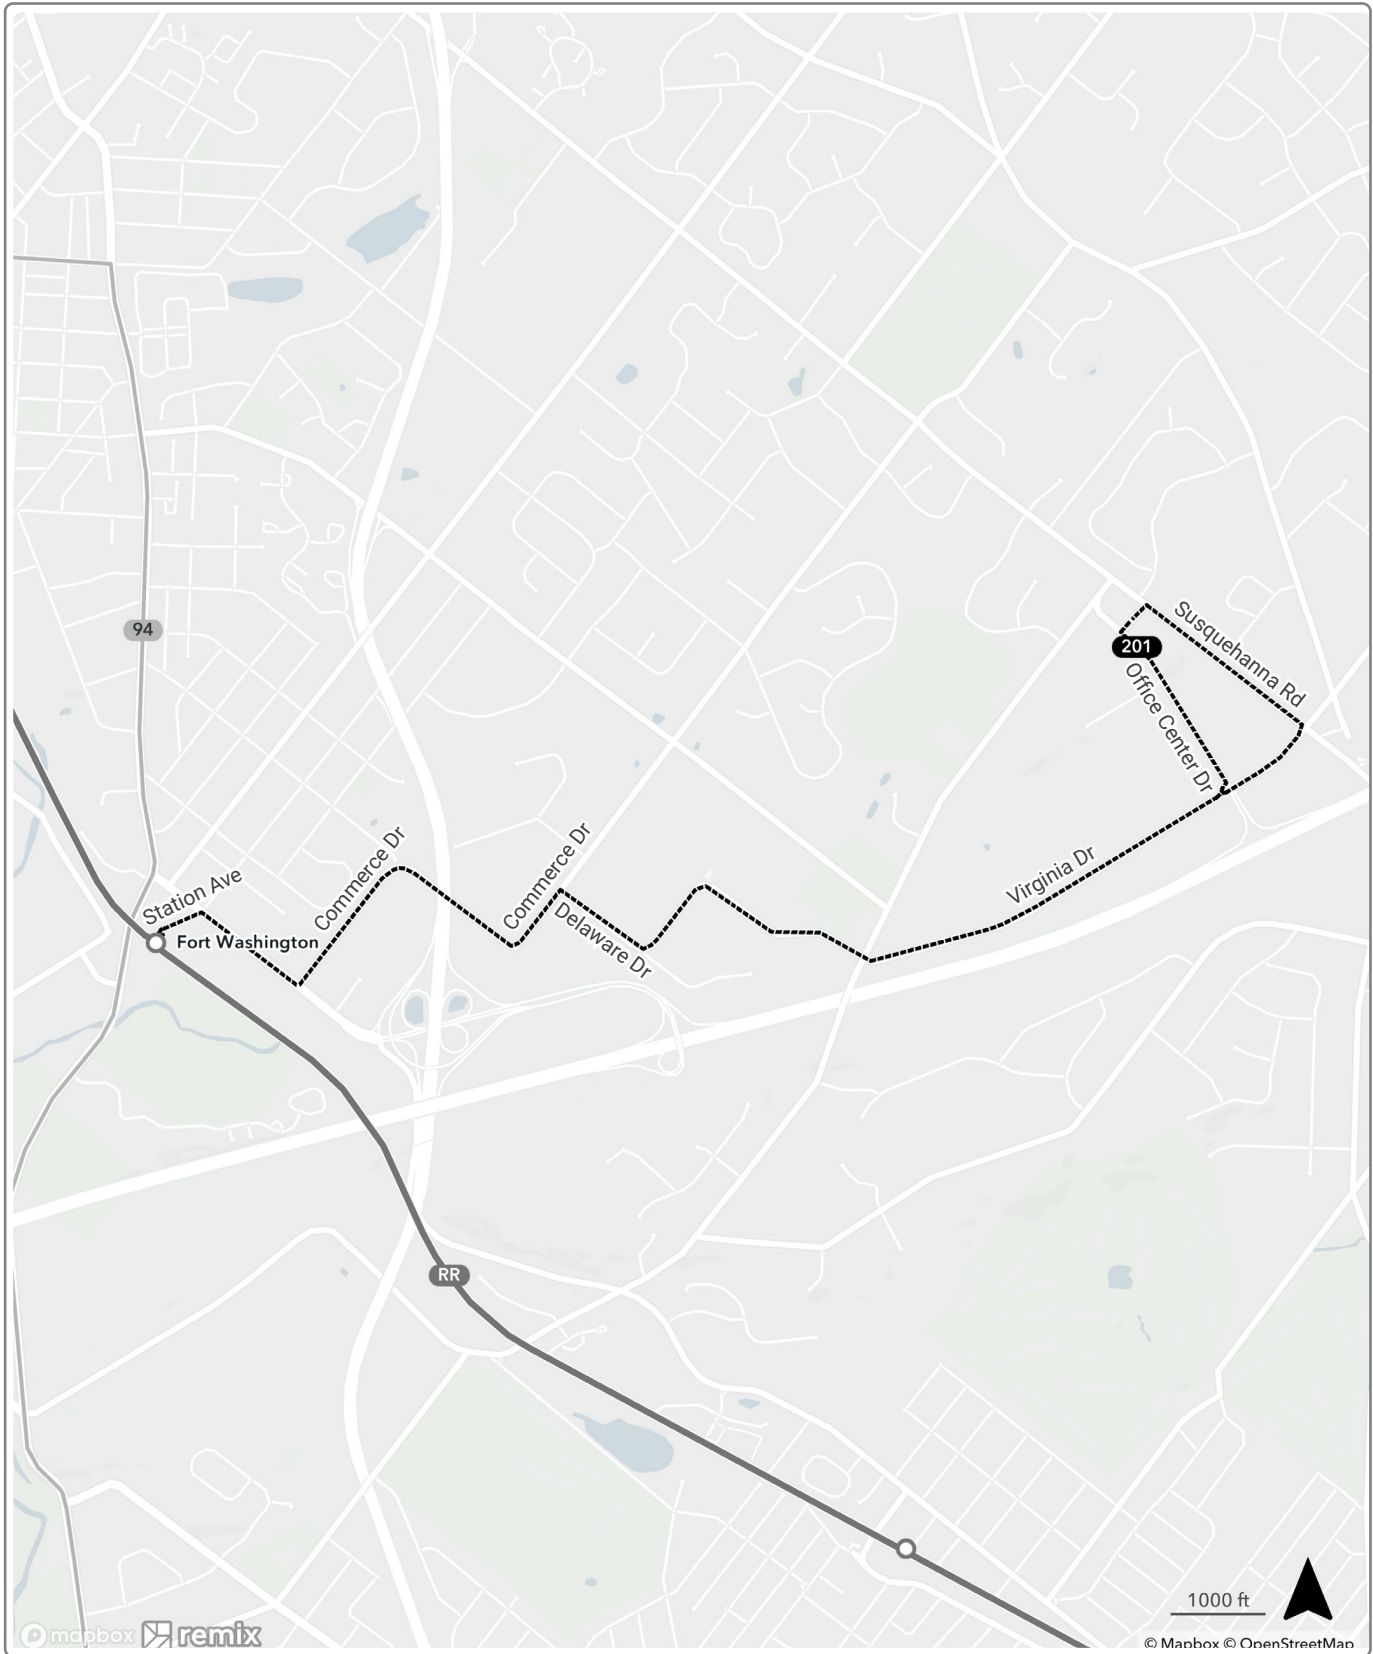 94
201
Susquehanna Rd
Office Center Dr
Virginia Dr
Commerce Dr
Commerce Dr
Delaware Dr
Station Ave
Fort Washington
RR
1000 ft
mapbox
remix
© Mapbox © OpenStreetMap